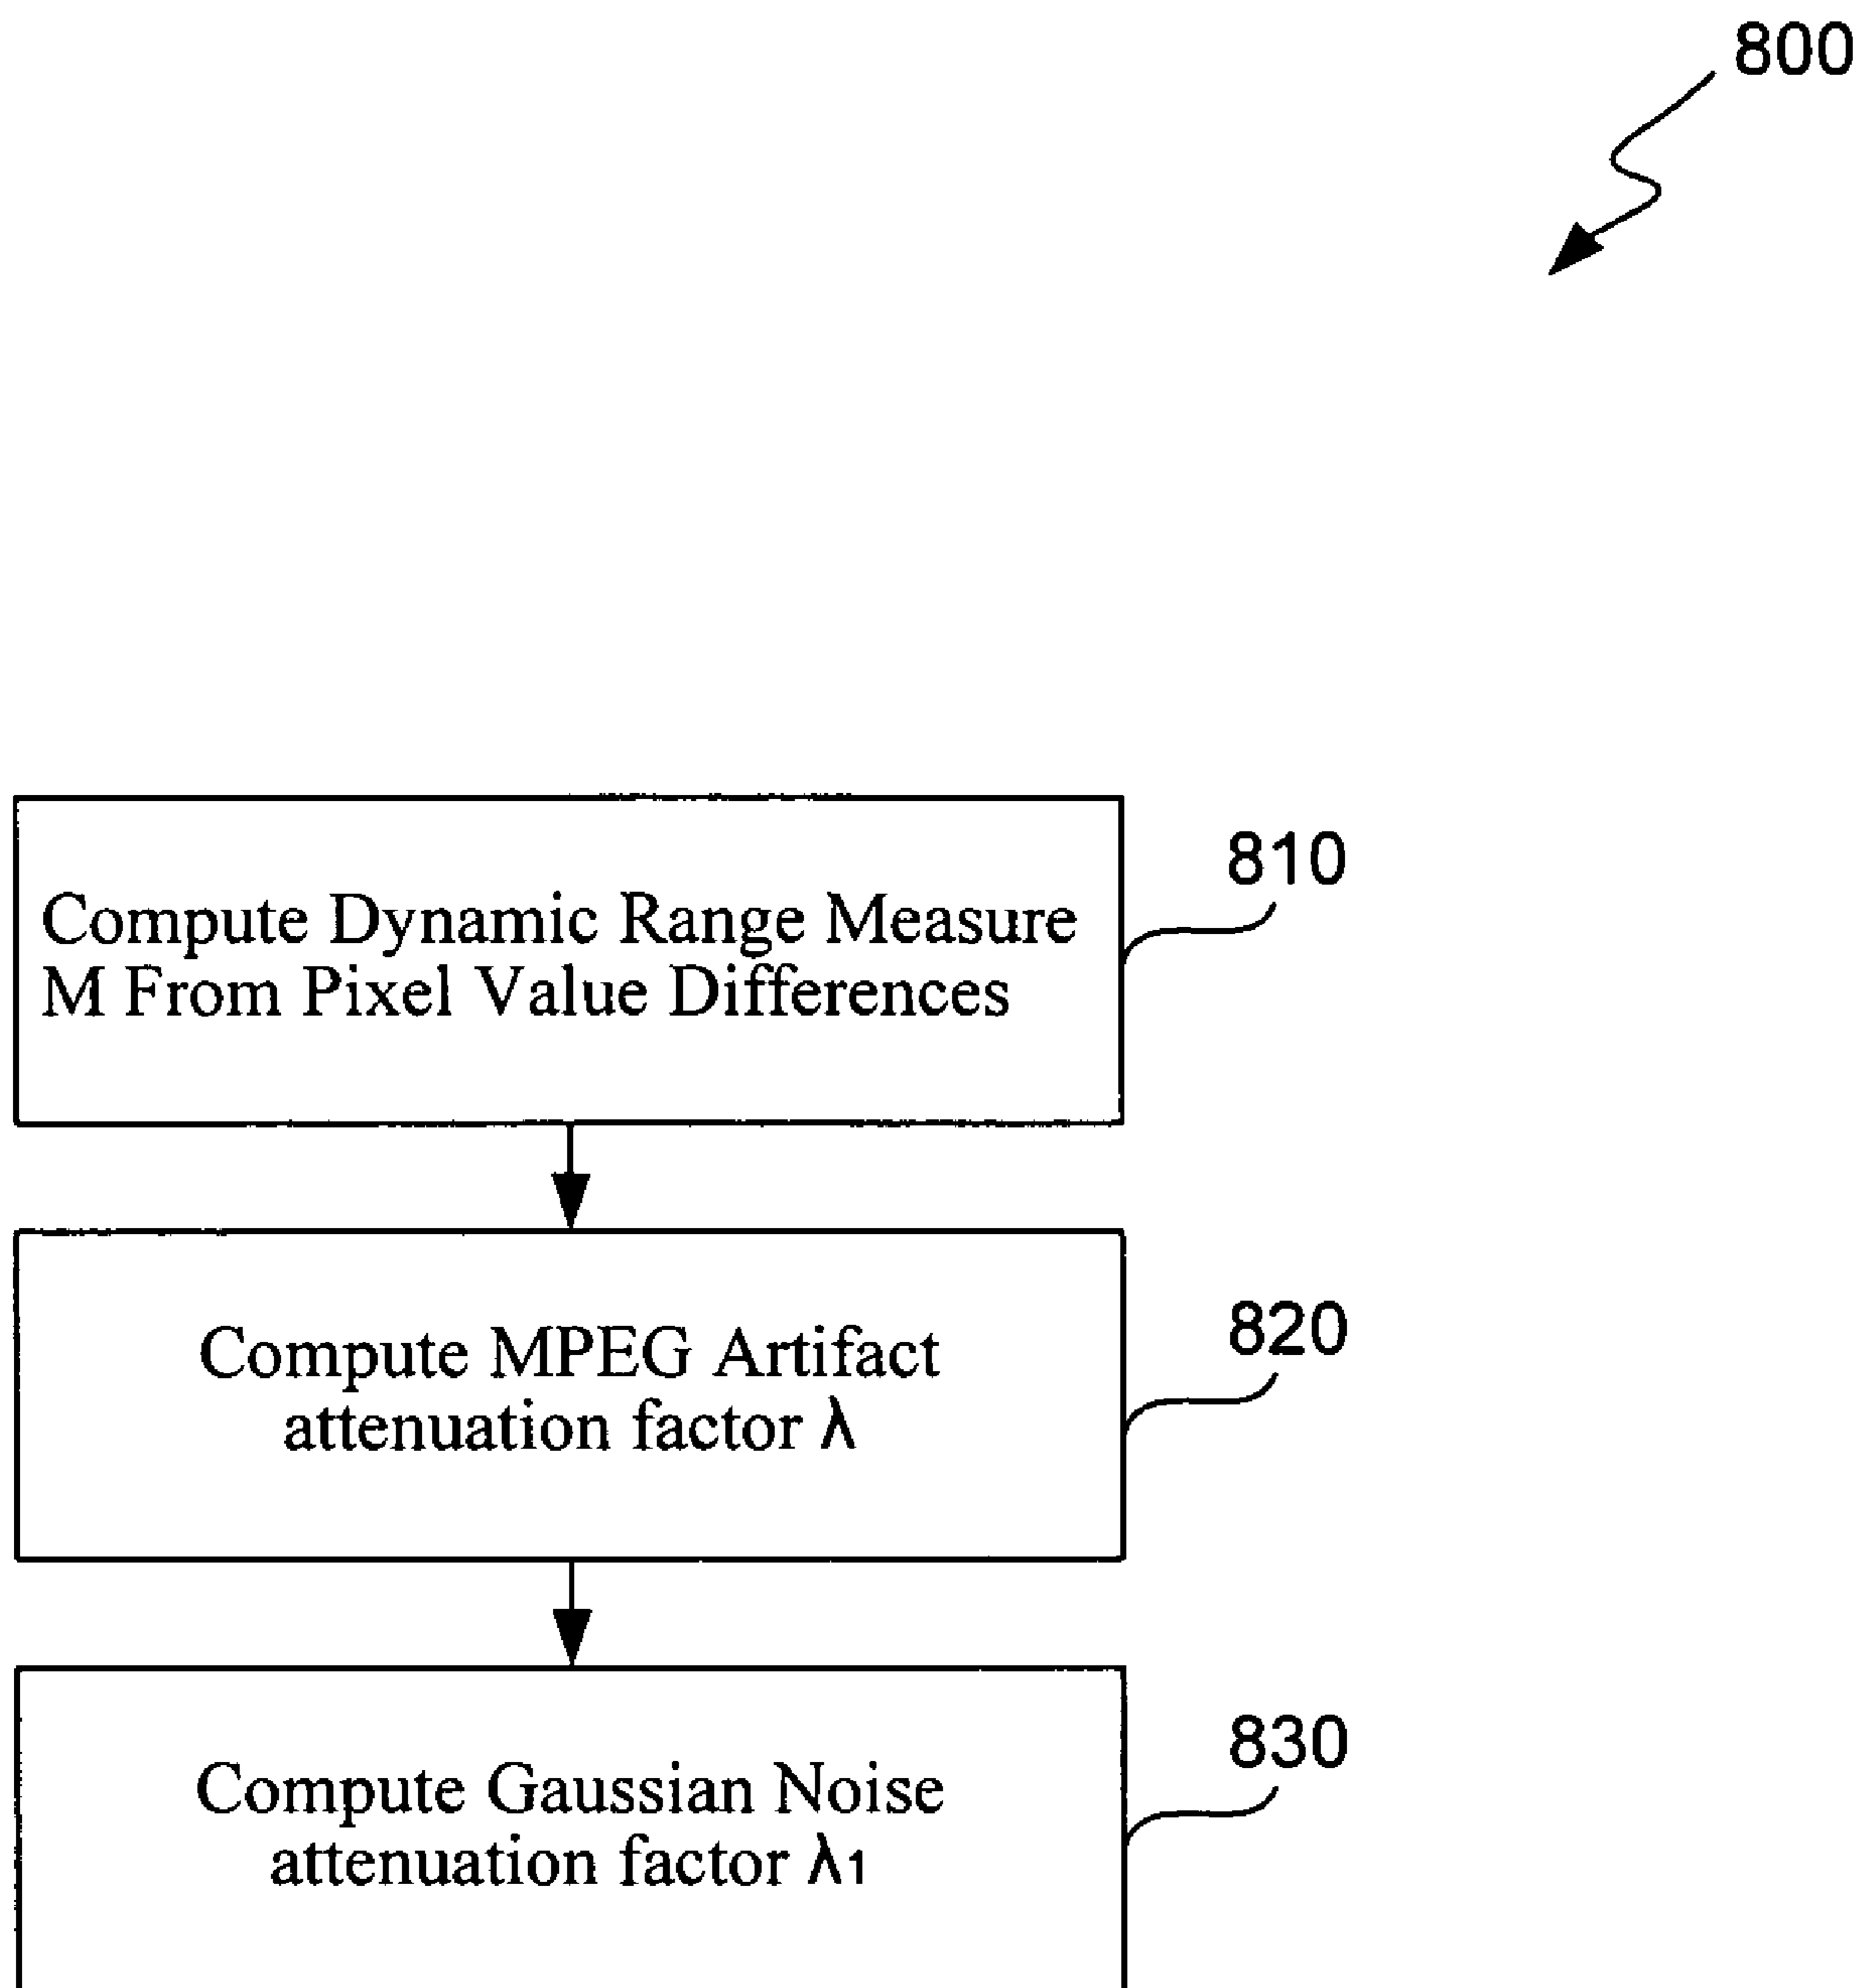 800
810
Compute Dynamic Range Measure
M From Pixel Value Differences
820
Compute MPEG Artifact
attenuation factor λ
830
Compute Gaussian Noise
attenuation factor λ1